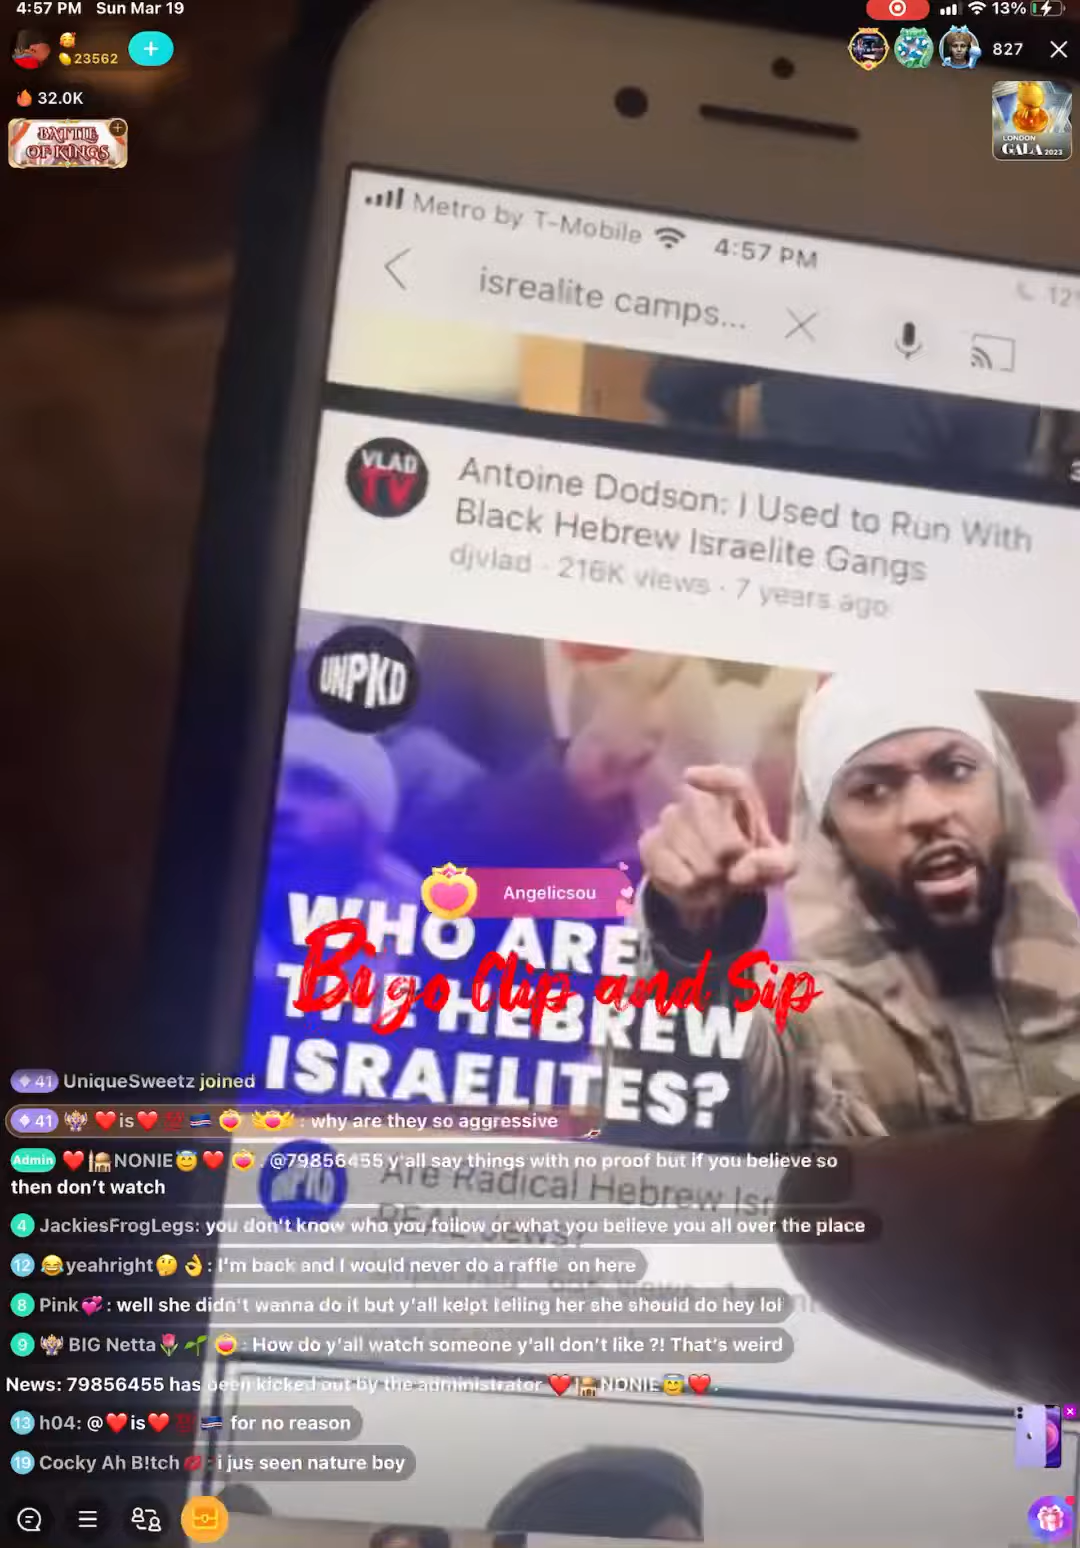 4:57 PM Sun Mar 19
13%
23562
827
32.0K
BATTLE
OF KINGS
LONDON
GALA 2023
Metro by T-Mobile 4:57 PM
isrealite camps...
VLAD
TV
Antoine Dodson: I Used to Run With
Black Hebrew Israelite Gangs
djvlad · 216K views · 7 years ago
UNPKD
Angelicsou
WHO ARE
THE HEBREW
ISRAELITES?
Bigo Clip and Sip
41 UniqueSweetz joined
41 ❤️is❤️ : why are they so aggressive
Admin ❤️🕌NONIE😇❤️ : @79856455 y'all say things with no proof but if you believe so
then don't watch
Are Radical Hebrew Isr
REAL Jews?
4 JackiesFrogLegs: you don't know who you follow or what you believe you all over the place
12 😂yeahright🤔👌: I'm back and I would never do a raffle on here
8 Pink💞: well she didn't wanna do it but y'all kelpt telling her she should do hey lol
9 BIG Netta🌷🌱 : How do y'all watch someone y'all don't like ?! That's weird
News: 79856455 has been kicked out by the administrator ❤️🕌NONIE😇❤️.
13 h04: @❤️is❤️💯🇨🇻 for no reason
19 Cocky Ah B!tch💋: i jus seen nature boy